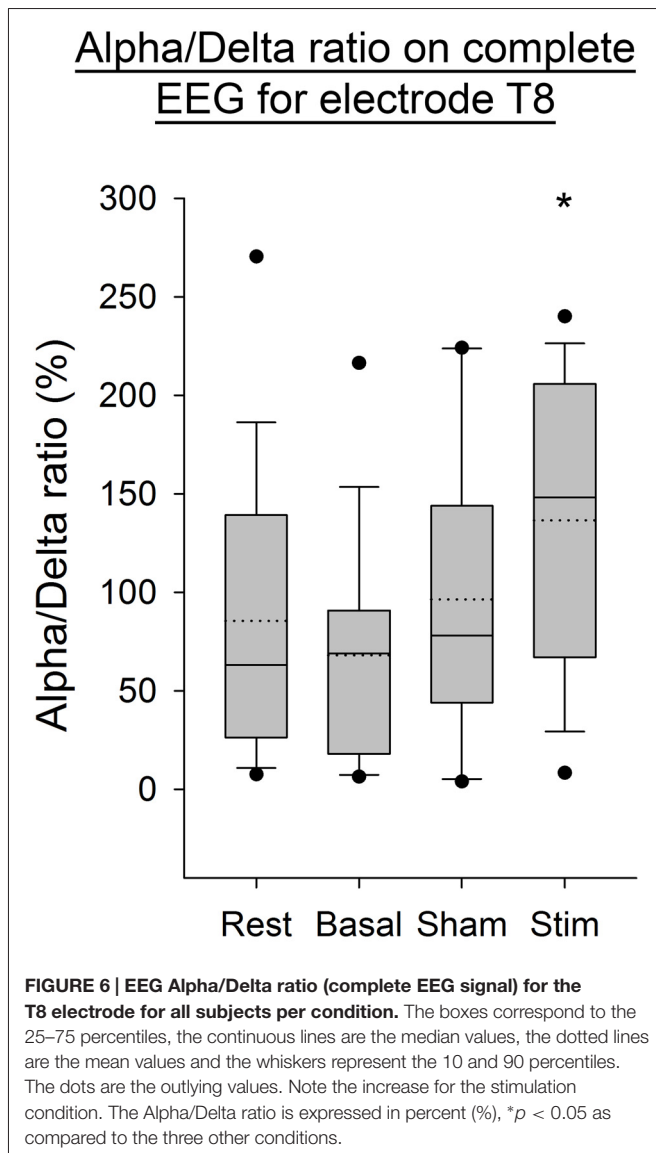 Alpha/Delta ratio on complete
EEG for electrode T8
*
300
250
200
150
100
50
0
Alpha/Delta ratio (%)
Rest Basal Sham Stim
FIGURE 6 | EEG Alpha/Delta ratio (complete EEG signal) for the
T8 electrode for all subjects per condition. The boxes correspond to the
25–75 percentiles, the continuous lines are the median values, the dotted lines
are the mean values and the whiskers represent the 10 and 90 percentiles.
The dots are the outlying values. Note the increase for the stimulation
condition. The Alpha/Delta ratio is expressed in percent (%), *p < 0.05 as
compared to the three other conditions.